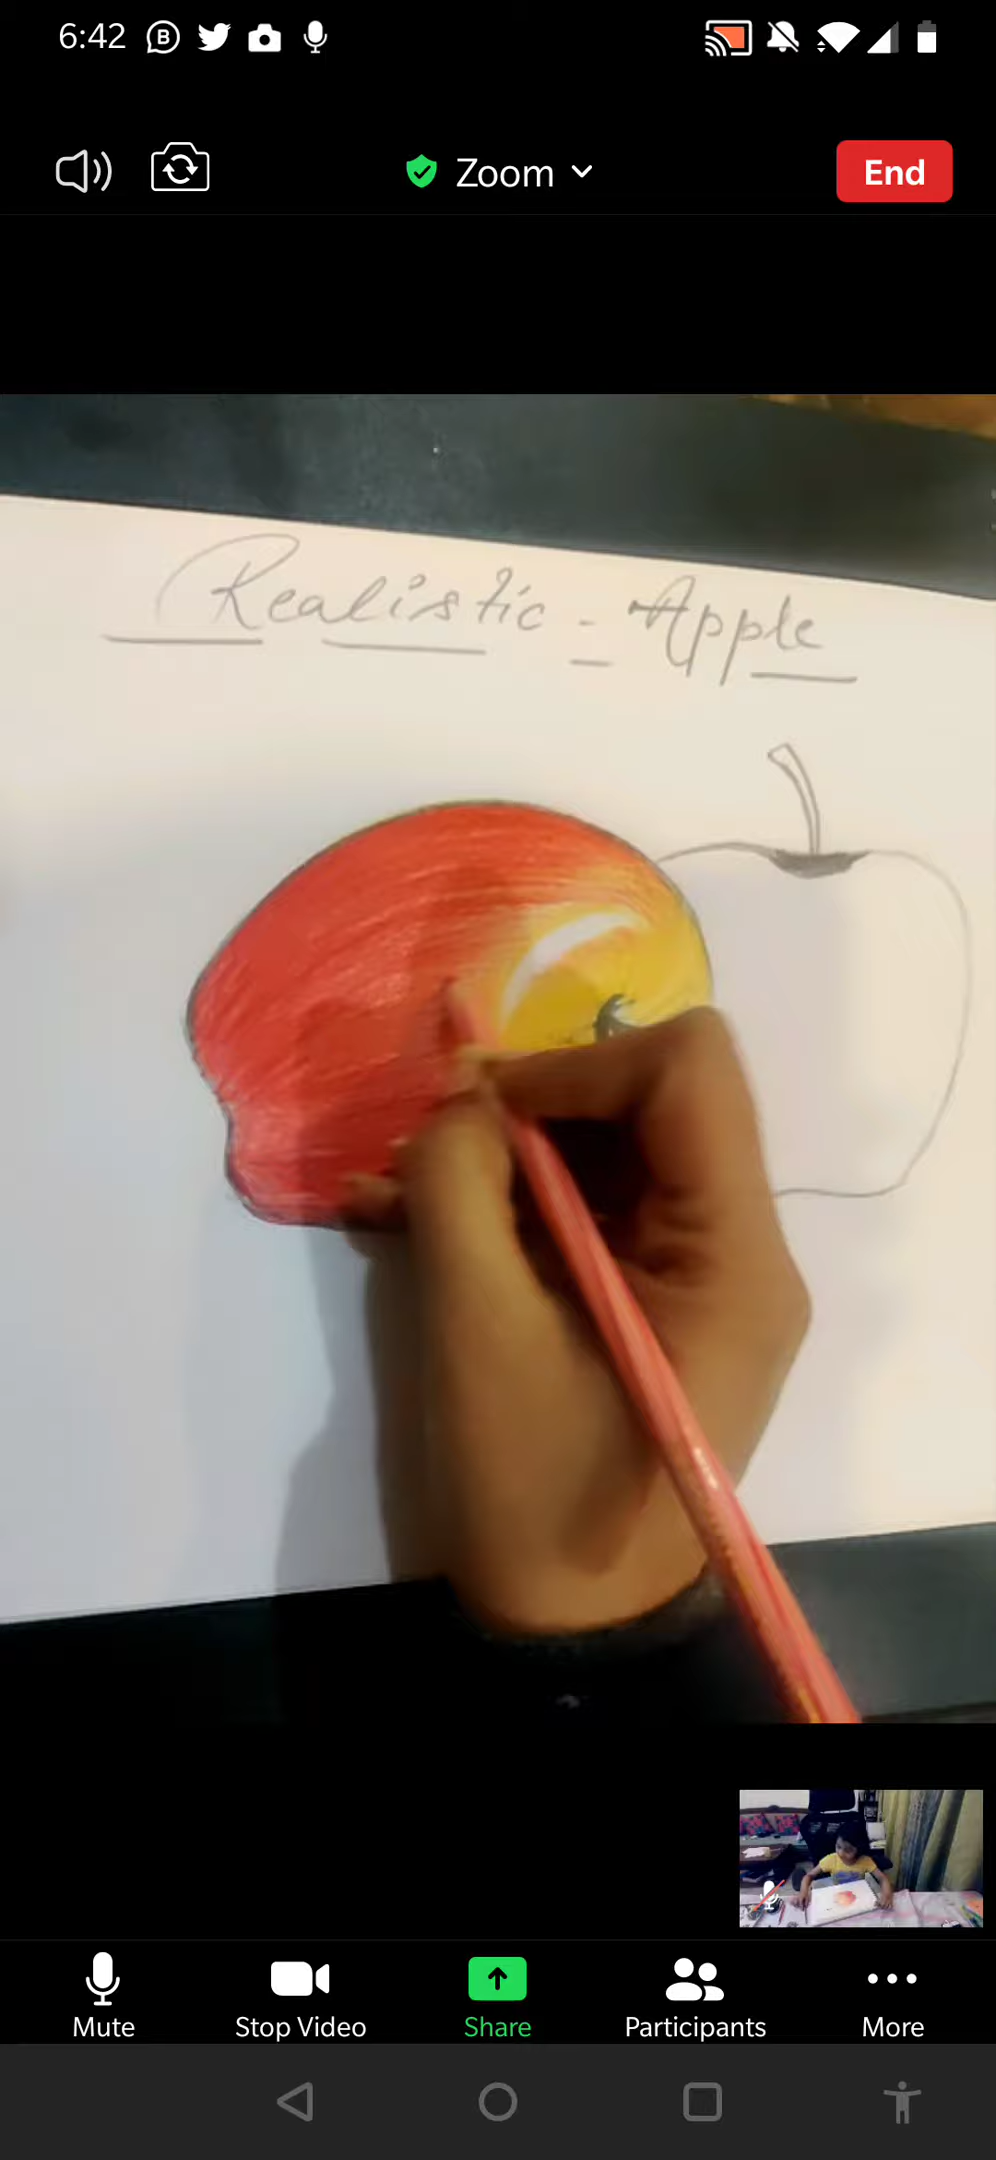 6:42
Zoom
End
Realistic - Apple
Mute
Stop Video
Share
Participants
More